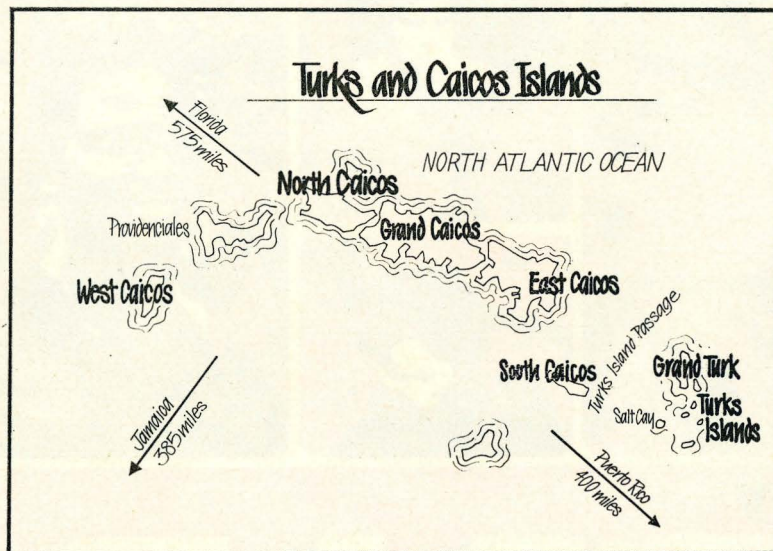 Turks and Caicos Islands
Florida
575 miles
NORTH ATLANTIC OCEAN
North Caicos
Providenciales
Grand Caicos
West Caicos
East Caicos
Turks Island Passage
South Caicos
Grand Turk
Salt Cay
Turks
Islands
Jamaica
385 miles
Puerto Rico
400 miles